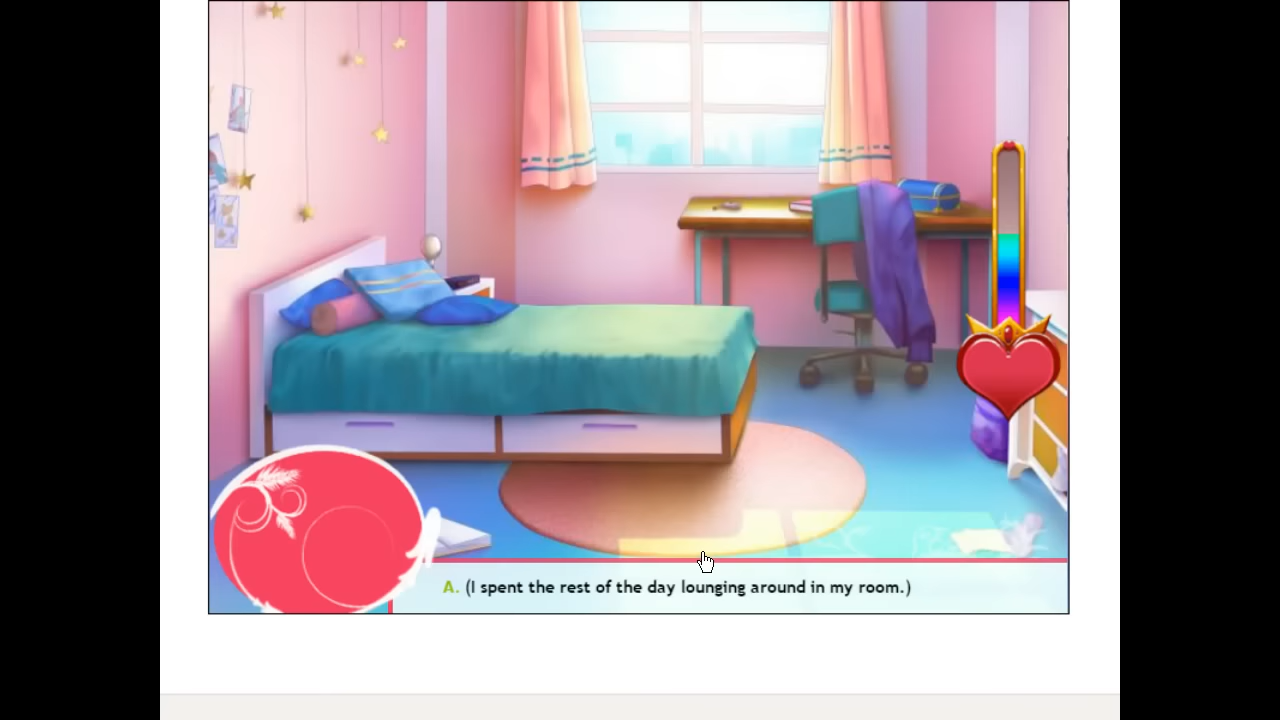 A. (I spent the rest of the day lounging around in my room.)